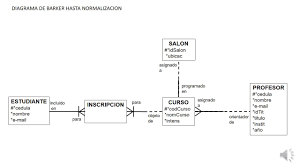 DIAGRAMA DE BARKER HASTA NORMALIZACION
SALON
#*idSalon
*ubicac
asignado
a
programado
en
ESTUDIANTE
#*cedula
*nombre
*e-mail
incluido
en
para
INSCRIPCION
para
objeto
de
CURSO
#*codCurso
*nomCurso
*intens
asignado
a
orientador
de
PROFESOR
#*cedula
*nombre
*e-mail
*idTit
*titulo
*instit
*año